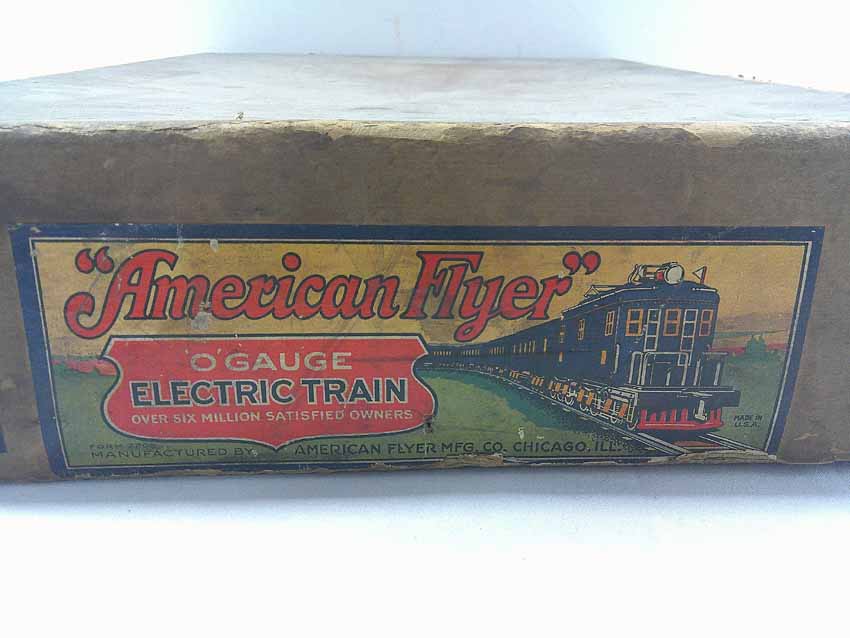 "American Flyer"
"O" GAUGE
ELECTRIC TRAIN
OVER SIX MILLION SATISFIED OWNERS
MADE IN
U.S.A.
FORM
MANUFACTURED BY AMERICAN FLYER MFG. CO. CHICAGO, ILL.